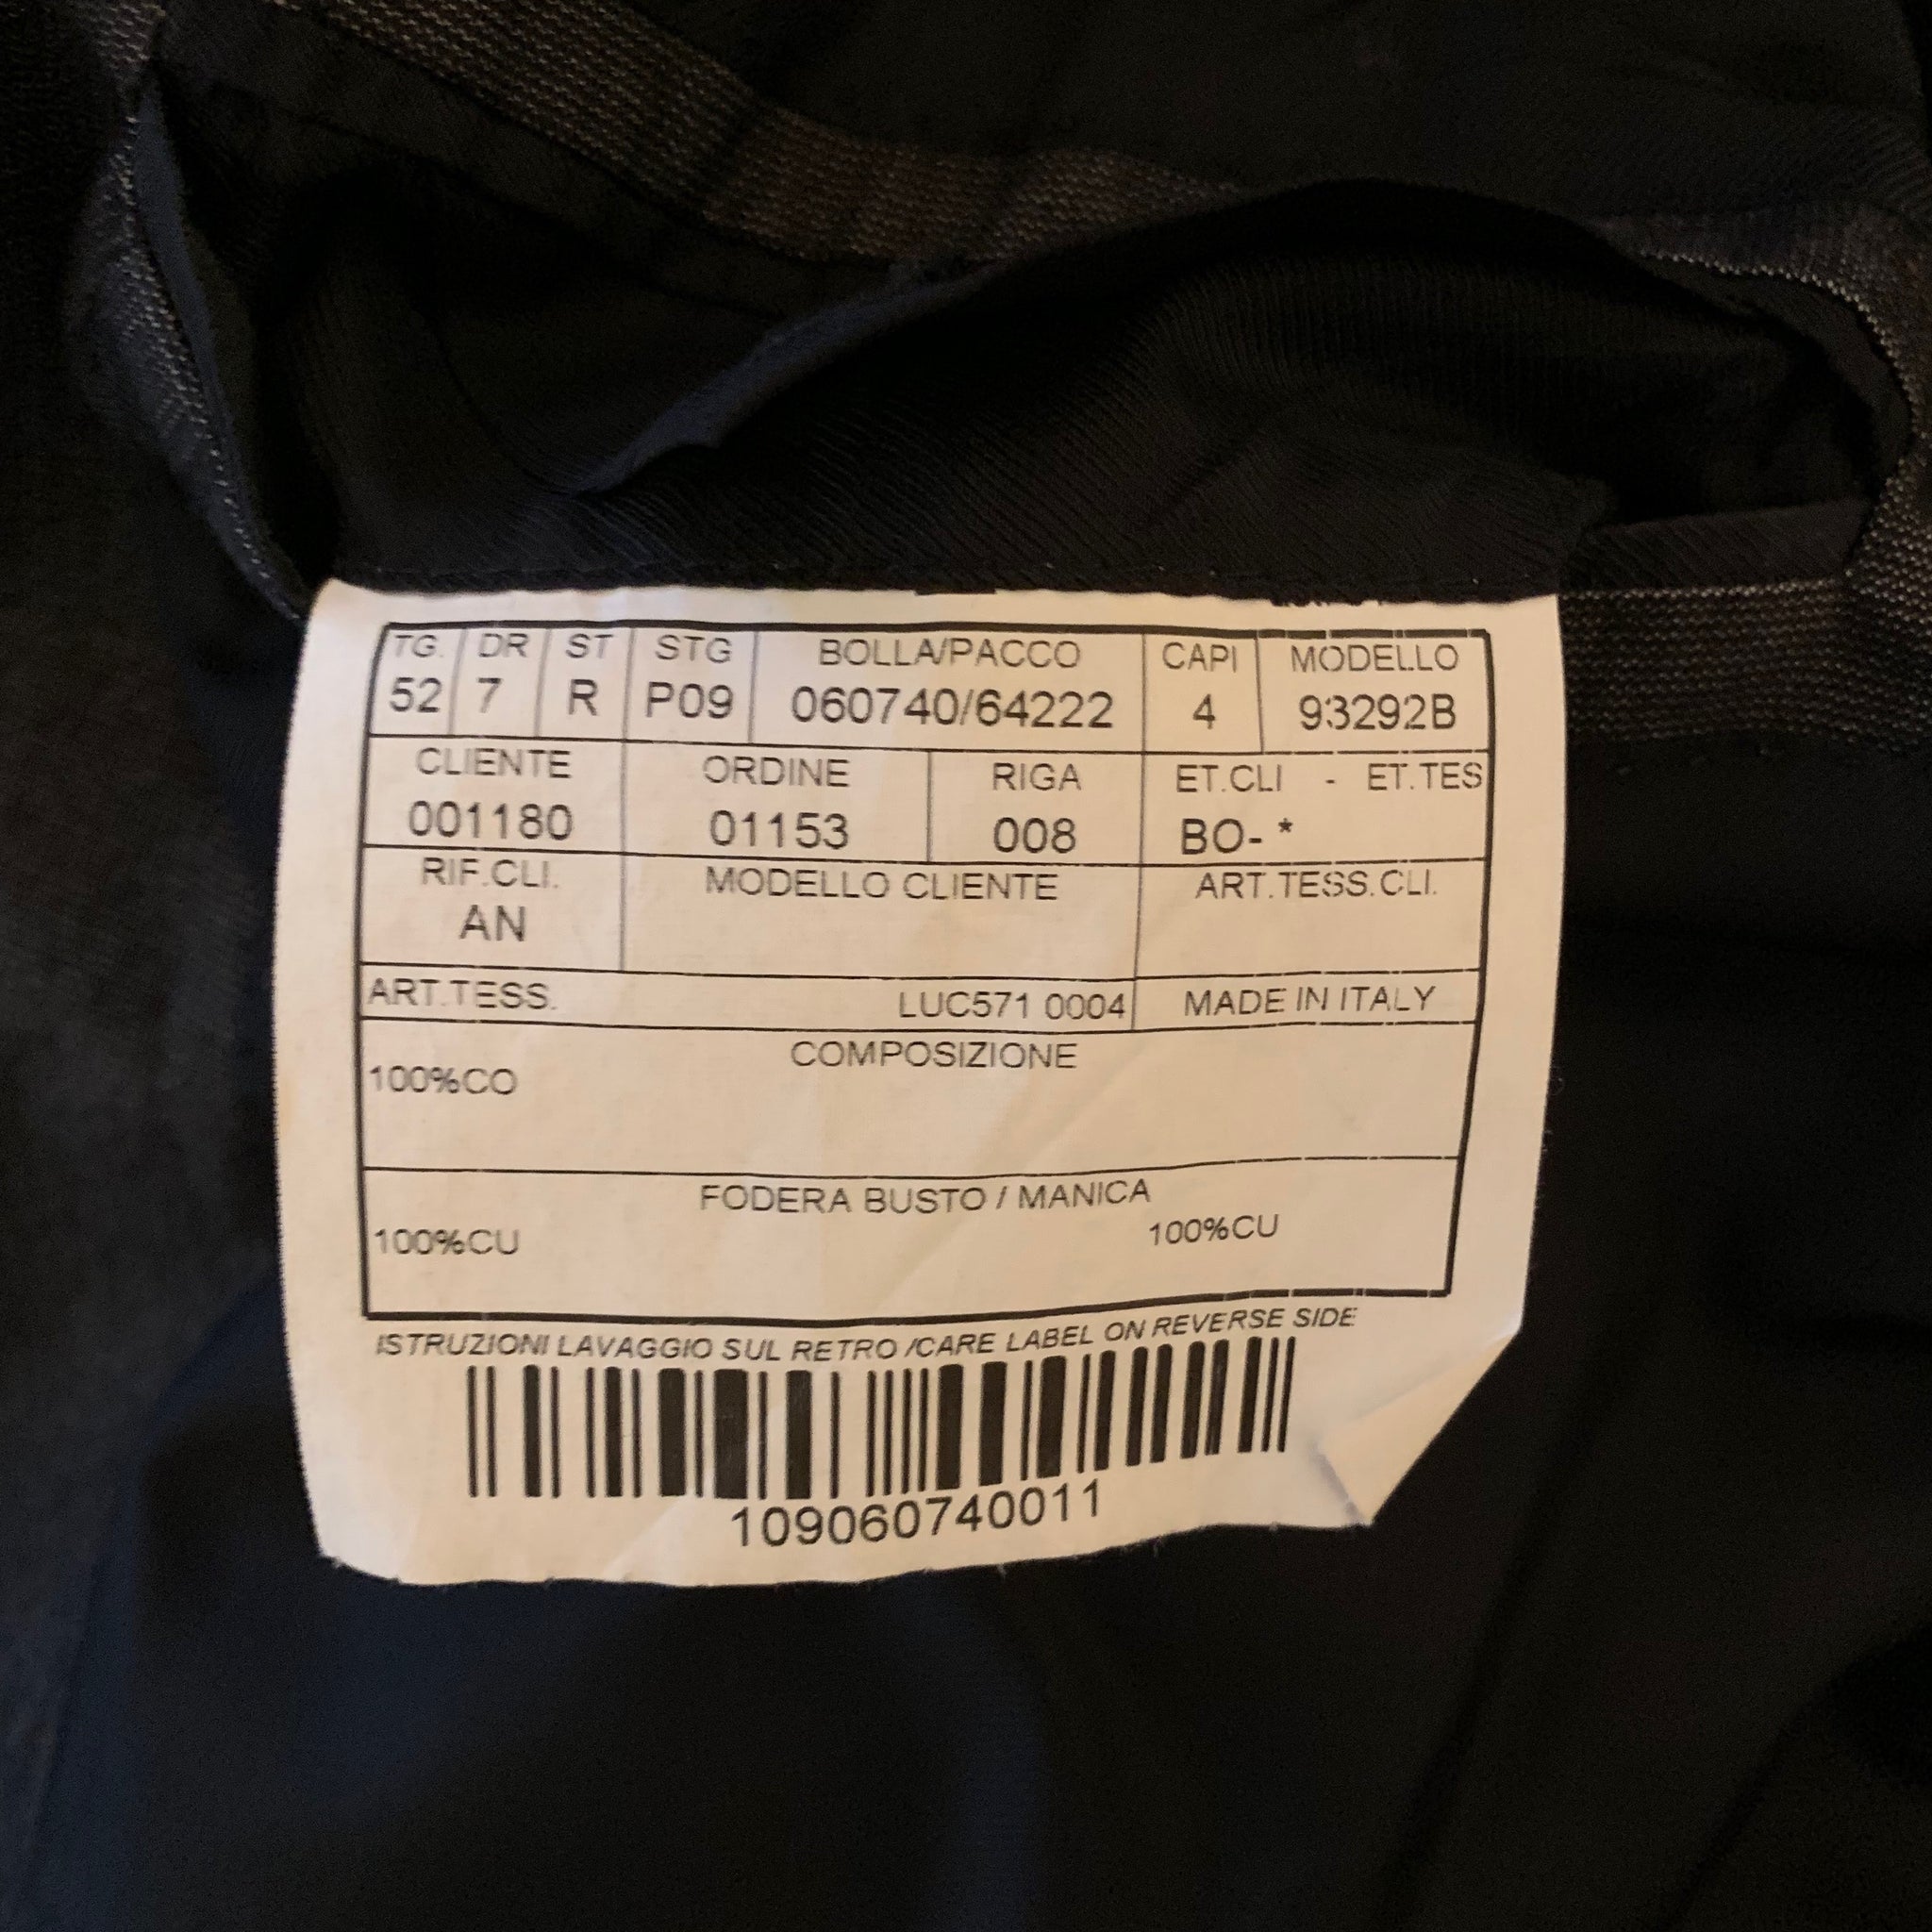 TG. DR ST STG BOLLA/PACCO CAPI MODELLO
52 7 R P09 060740/64222 4 93292B
CLIENTE ORDINE RIGA ET.CLI - ET.TES
001180 01153 008 BO- *
RIF.CLI. MODELLO CLIENTE ART.TESS.CLI.
AN
ART.TESS. LUC571 0004 MADE IN ITALY
COMPOSIZIONE
100%CO
FODERA BUSTO / MANICA
100%CU 100%CU
ISTRUZIONI LAVAGGIO SUL RETRO /CARE LABEL ON REVERSE SIDE
109060740011